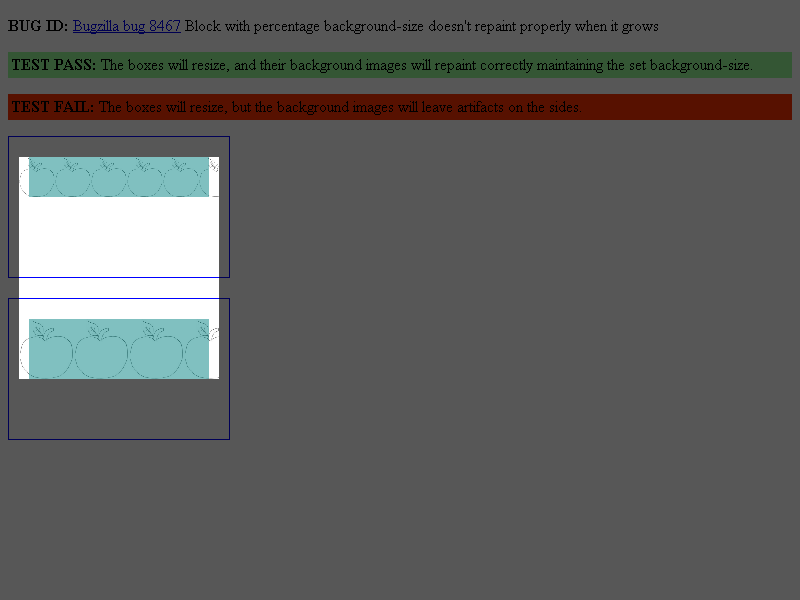 BUG ID: Bugzilla bug 8467 Block with percentage background-size doesn't repaint properly when it grows
TEST PASS: The boxes will resize, and their background images will repaint correctly maintaining the set background-size.
TEST FAIL: The boxes will resize, but the background images will leave artifacts on the sides.